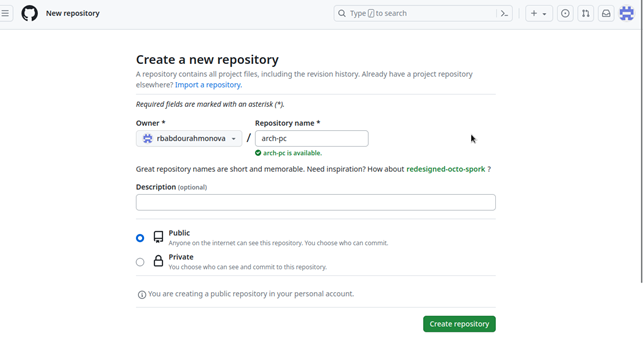 New repository
Type / to search
Create a new repository
A repository contains all project files, including the revision history. Already have a project repository
elsewhere? Import a repository.
Required fields are marked with an asterisk (*).
Owner * Repository name *
rbabdourahmonova / arch-pc
arch-pc is available.
Great repository names are short and memorable. Need inspiration? How about redesigned-octo-spork ?
Description (optional)
Public
Anyone on the internet can see this repository. You choose who can commit.
Private
You choose who can see and commit to this repository.
You are creating a public repository in your personal account.
Create repository